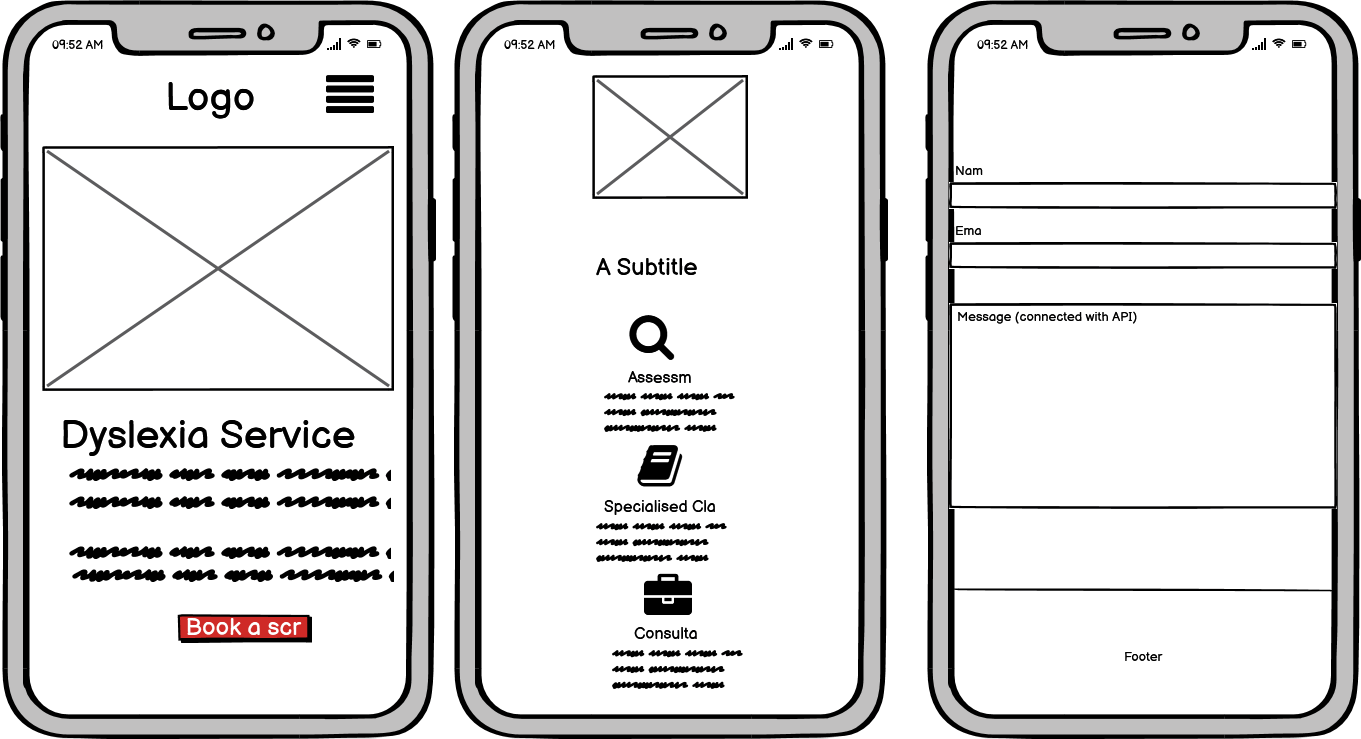 09:52 AM
Logo
Dyslexia Service
Book a scr
09:52 AM
A Subtitle
Assessm
Specialised Cla
Consulta
09:52 AM
Nam
Ema
Message (connected with API)
Footer